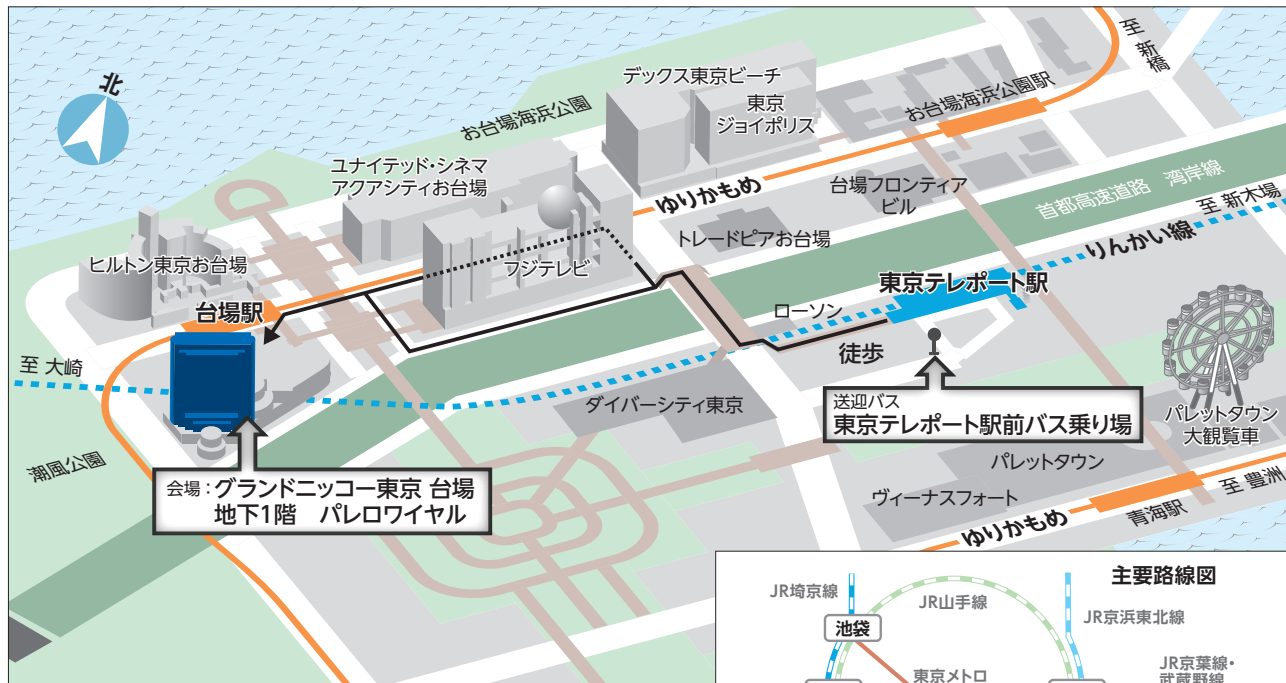 北
至 新橋
デックス東京ビーチ
東京
ジョイポリス
お台場海浜公園
お台場海浜公園駅
ユナイテッド・シネマ
アクアシティお台場
ゆりかもめ
台場フロンティア
ビル
首都高速道路 湾岸線
至 新木場
りんかい線
トレードピアお台場
ヒルトン東京お台場
フジテレビ
台場駅
東京テレポート駅
ローソン
徒歩
至 大崎
送迎バス
東京テレポート駅前バス乗り場
ダイバーシティ東京
パレットタウン
大観覧車
潮風公園
会場：グランドニッコー東京 台場
地下1階 パレロワイヤル
パレットタウン
ヴィーナスフォート
至 豊洲
青海駅
ゆりかもめ
主要路線図
JR埼京線
JR山手線
JR京浜東北線
池袋
東京メトロ
JR京葉線・
武蔵野線